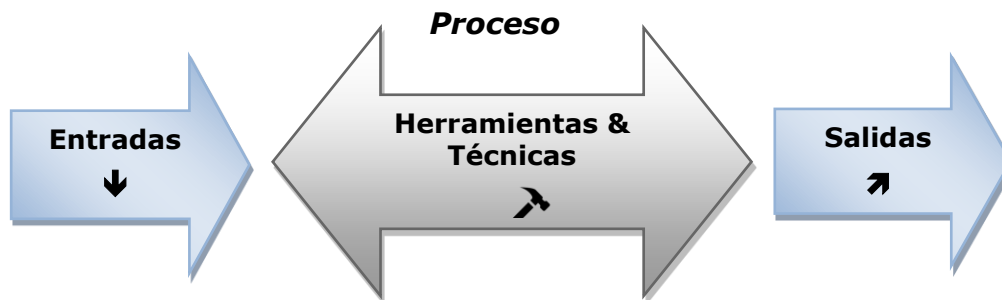 Proceso
Entradas
Herramientas &
Técnicas
Salidas